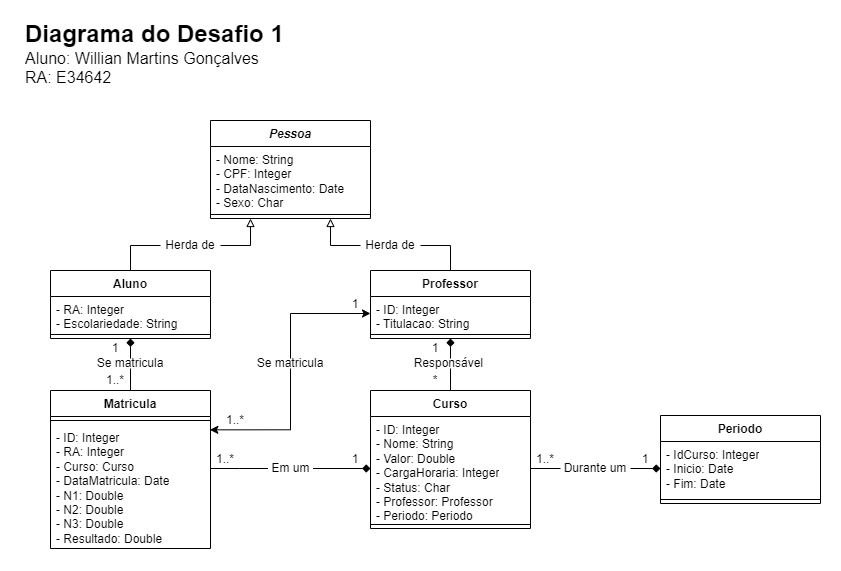 Diagrama do Desafio 1
Aluno: Willian Martins Gonçalves
RA: E34642
Pessoa
- Nome: String
- CPF: Integer
- DataNascimento: Date
- Sexo: Char
Herda de
Herda de
Aluno
- RA: Integer
- Escolariedade: String
Professor
- ID: Integer
- Titulacao: String
1
1
Se matricula
1..*
Se matricula
1..*
1
Responsável
*
Matricula
- ID: Integer
- RA: Integer
- Curso: Curso
- DataMatricula: Date
- N1: Double
- N2: Double
- N3: Double
- Resultado: Double
1..*
Em um
1
Curso
- ID: Integer
- Nome: String
- Valor: Double
- CargaHoraria: Integer
- Status: Char
- Professor: Professor
- Periodo: Periodo
1..*
Durante um
1
Periodo
- IdCurso: Integer
- Inicio: Date
- Fim: Date